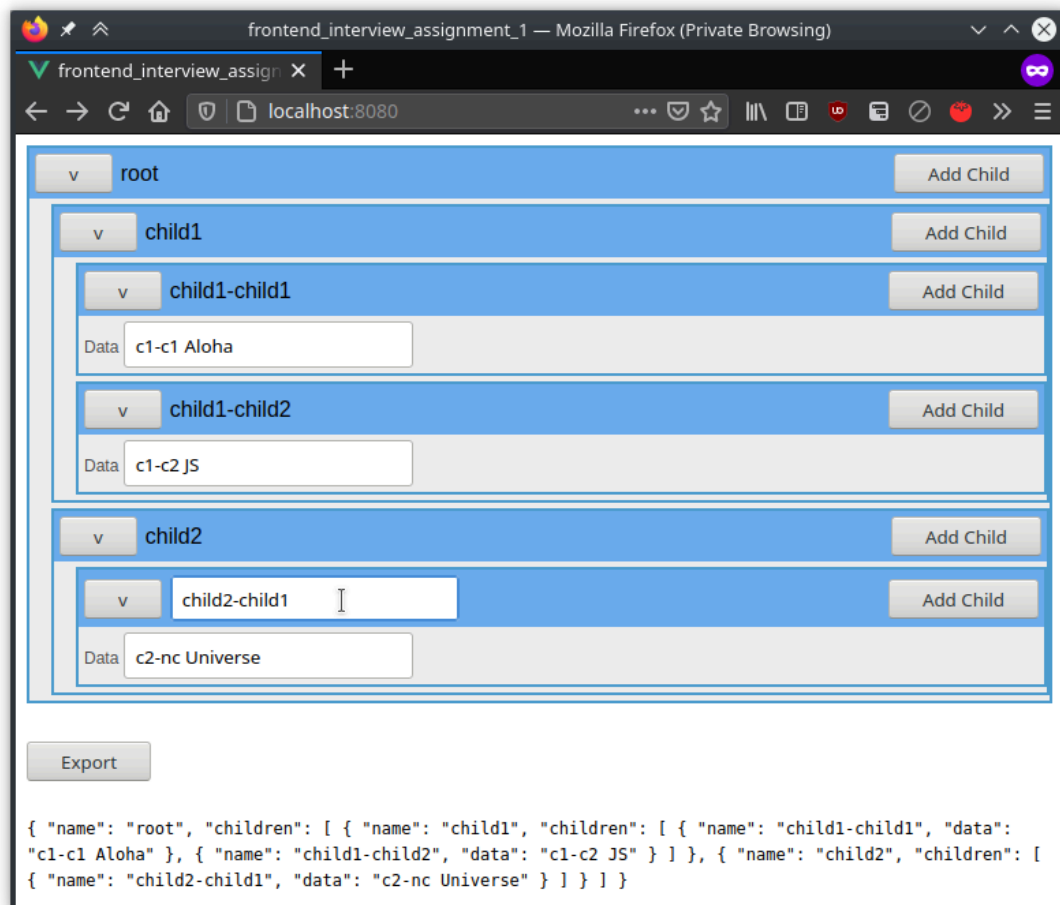 frontend_interview_assignment_1 — Mozilla Firefox (Private Browsing)
frontend_interview_assign
localhost:8080
v root Add Child
v child1 Add Child
v child1-child1 Add Child
Data c1-c1 Aloha
v child1-child2 Add Child
Data c1-c2 JS
v child2 Add Child
v child2-child1 Add Child
Data c2-nc Universe
Export
{ "name": "root", "children": [ { "name": "child1", "children": [ { "name": "child1-child1", "data":
"c1-c1 Aloha" }, { "name": "child1-child2", "data": "c1-c2 JS" } ] }, { "name": "child2", "children": [
{ "name": "child2-child1", "data": "c2-nc Universe" } ] } ] }